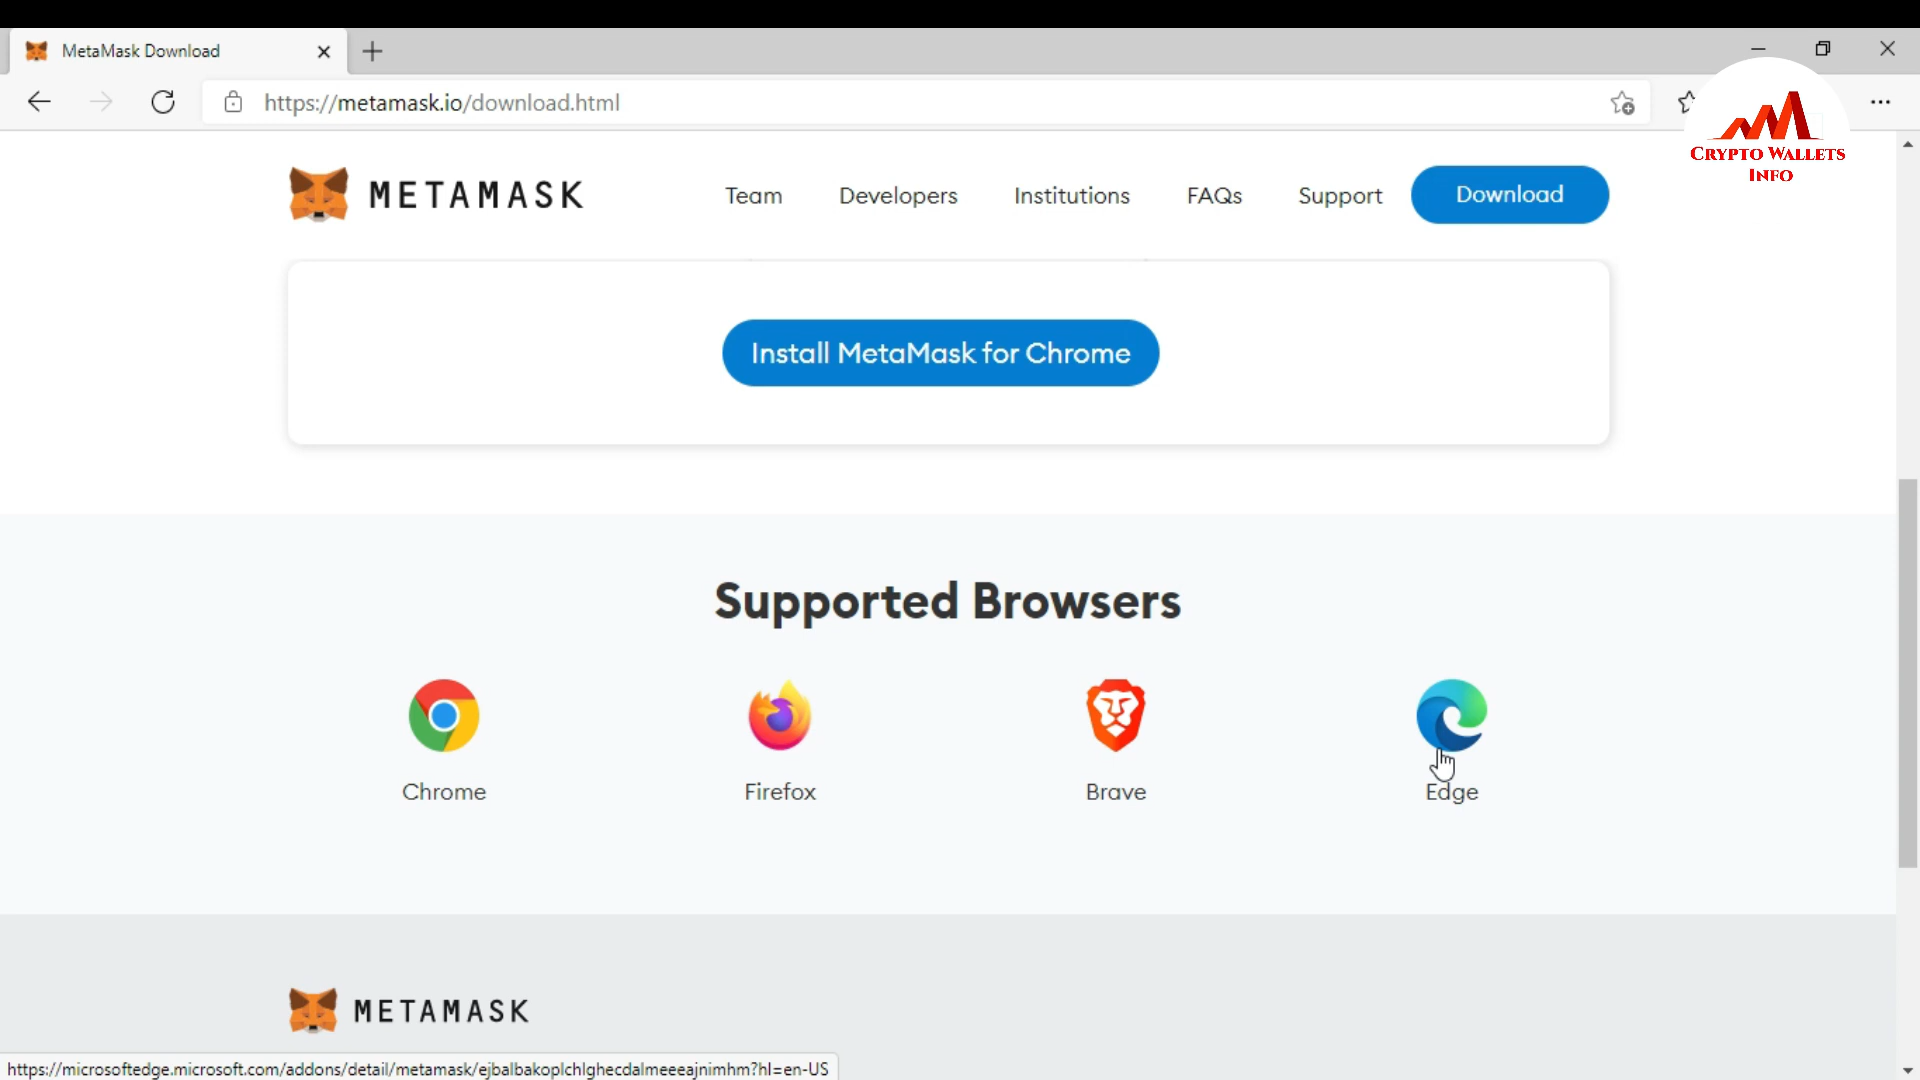 MetaMask Download
https://metamask.io/download.html
CRYPTO WALLETS
INFO
METAMASK
Team
Developers
Institutions
FAQs
Support
Download
Install MetaMask for Chrome
Supported Browsers
Chrome
Firefox
Brave
Edge
METAMASK
https://microsoftedge.microsoft.com/addons/detail/metamask/ejbalbakoplchlghecdalmeeeajnimhm?hl=en-US